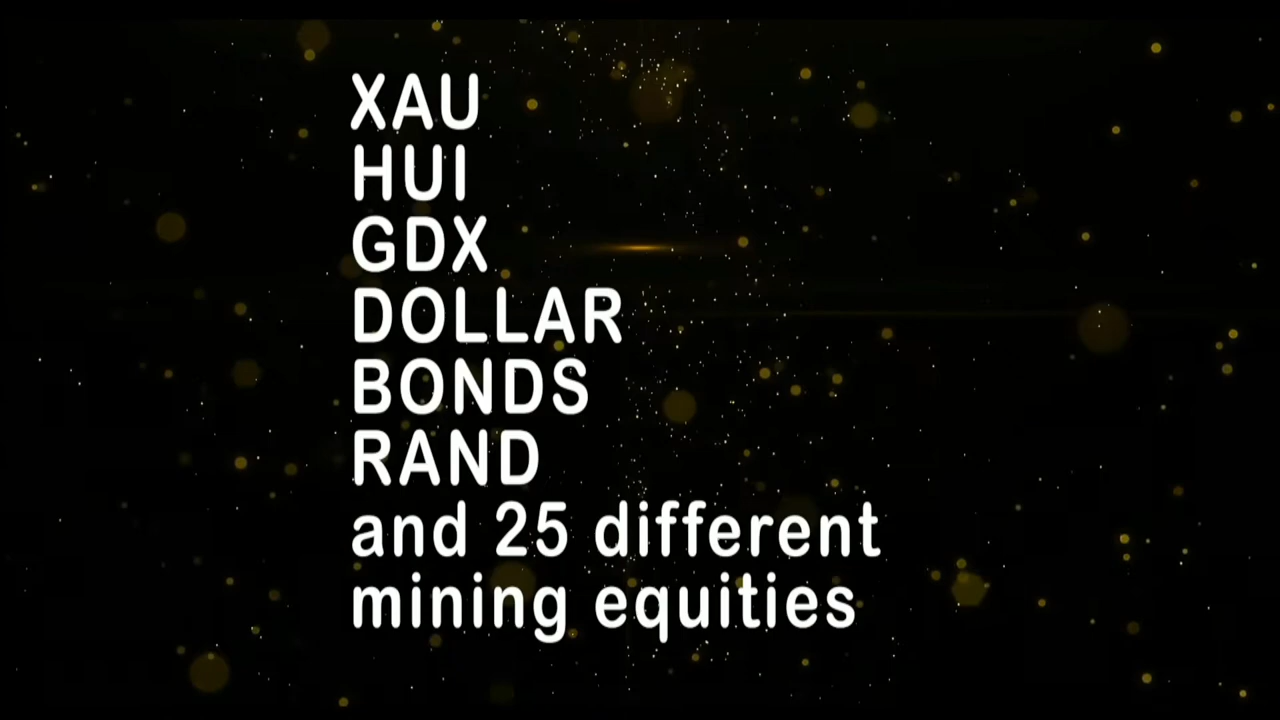 XAU
HUI
GDX
DOLLAR
BONDS
RAND
and 25 different
mining equities